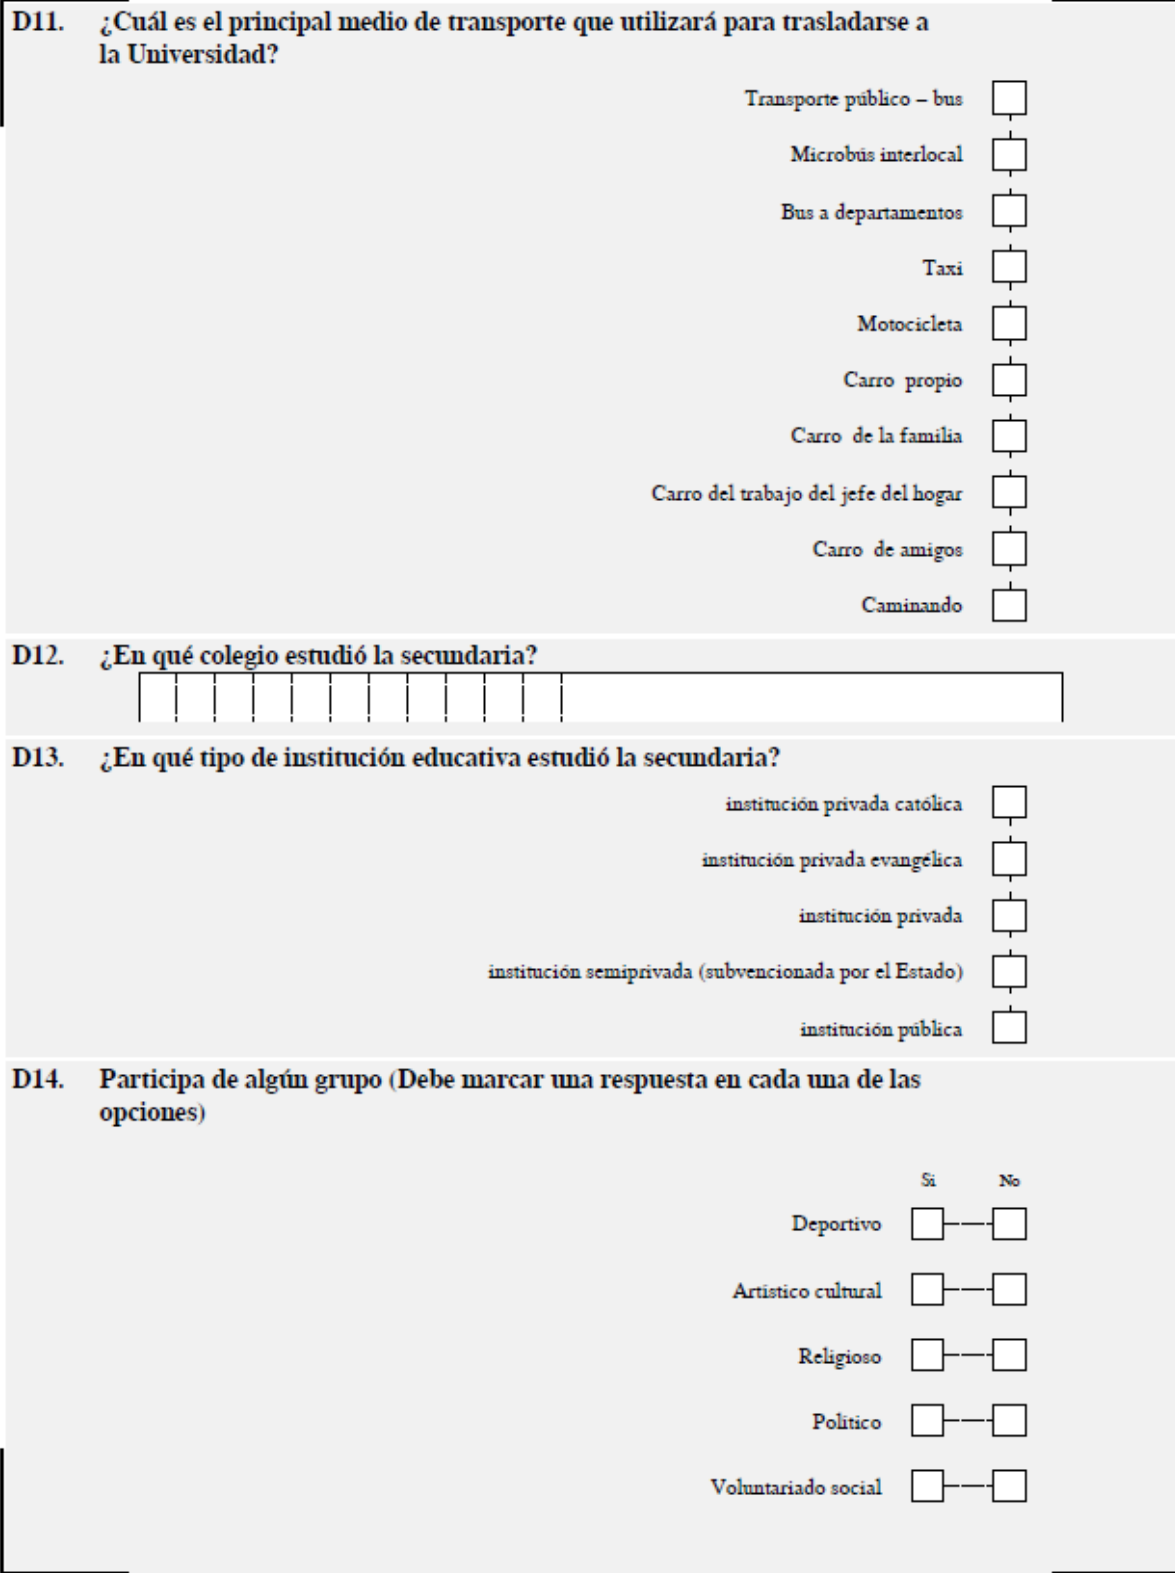 D11. ¿Cuál es el principal medio de transporte que utilizará para trasladarse a
la Universidad?
Transporte público – bus
Microbús interlocal
Bus a departamentos
Taxi
Motocicleta
Carro propio
Carro de la familia
Carro del trabajo del jefe del hogar
Carro de amigos
Caminando
D12. ¿En qué colegio estudió la secundaria?
D13. ¿En qué tipo de institución educativa estudió la secundaria?
institución privada católica
institución privada evangélica
institución privada
institución semiprivada (subvencionada por el Estado)
institución pública
D14. Participa de algún grupo (Debe marcar una respuesta en cada una de las
opciones)
Si No
Deportivo
Artístico cultural
Religioso
Político
Voluntariado social